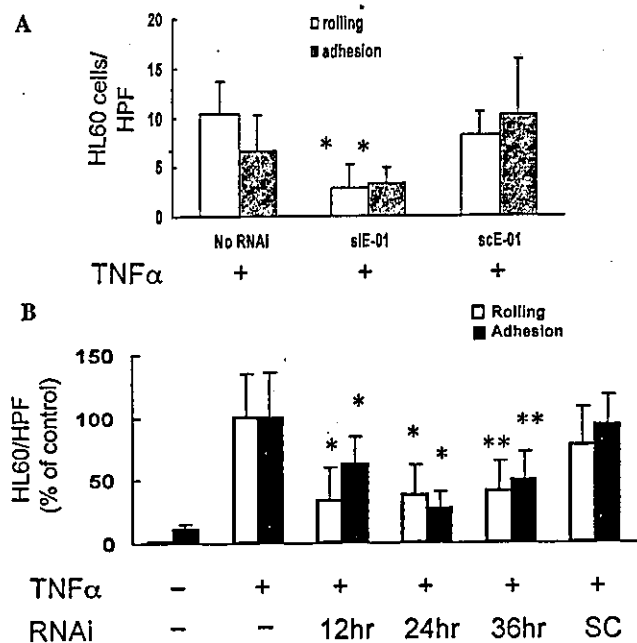 A
rolling
adhesion
HL60 cells/
HPF
20
15
10
5
0
* *
No RNAi siE-01 scE-01
TNFα + + +
B
Rolling
Adhesion
HL60/HPF
(% of control)
150
100
50
0
* * * * ** **
TNFα - + + + + +
RNAi - - 12hr 24hr 36hr SC